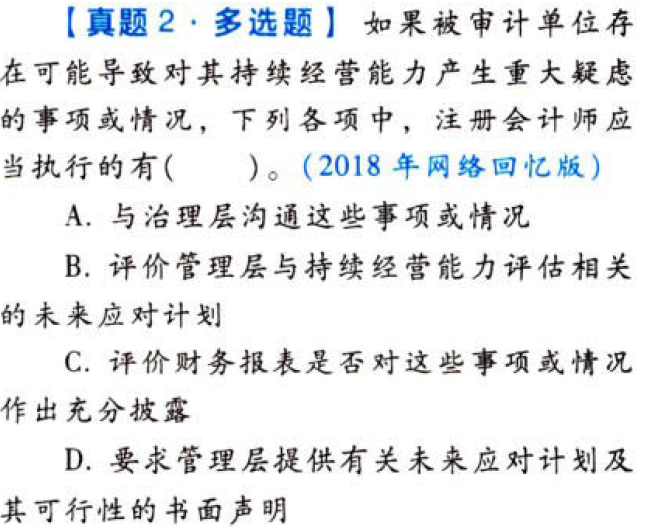 【真题2·多选题】 如果被审计单位存
在可能导致对其持续经营能力产生重大疑虑
的事项或情况，下列各项中，注册会计师应
当执行的有(　　)。(2018年网络回忆版)
A. 与治理层沟通这些事项或情况
B. 评价管理层与持续经营能力评估相关
的未来应对计划
C. 评价财务报表是否对这些事项或情况
作出充分披露
D. 要求管理层提供有关未来应对计划及
其可行性的书面声明